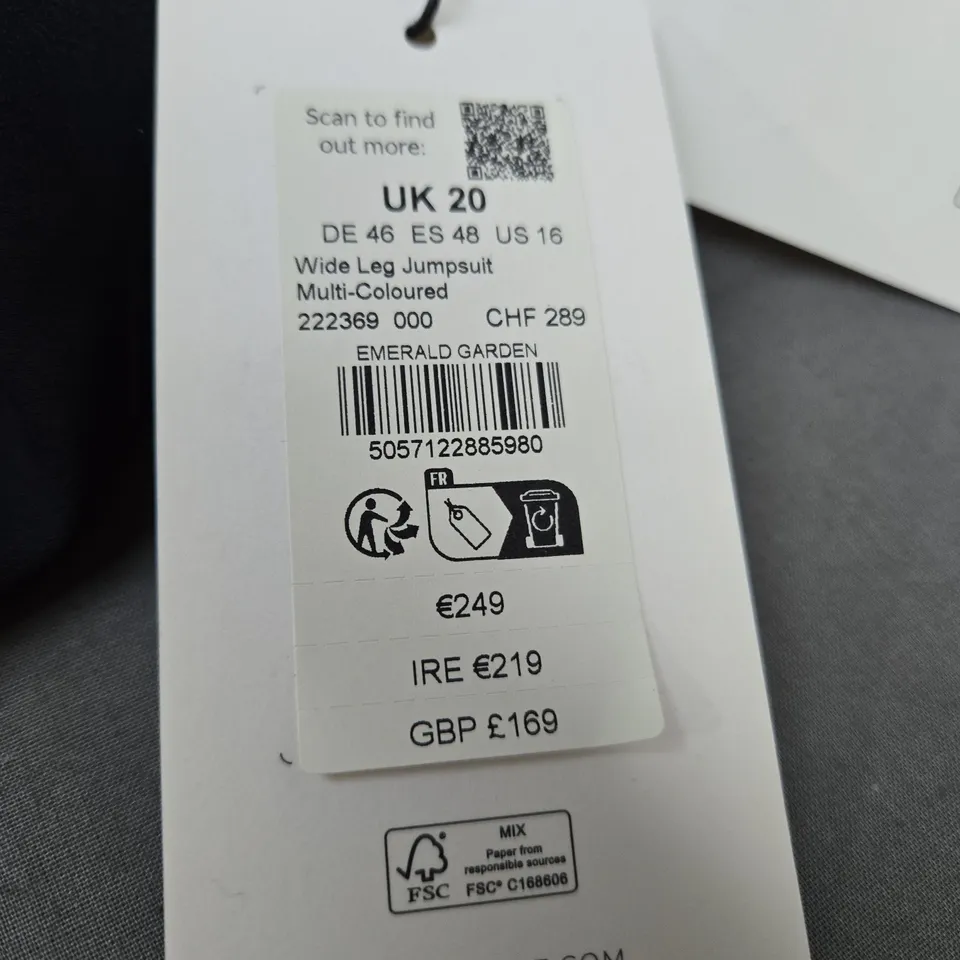 Scan to find
out more:
UK 20
DE 46 ES 48 US 16
Wide Leg Jumpsuit
Multi-Coloured
222369 000 CHF 289
EMERALD GARDEN
5057122885980
FR
€249
IRE €219
GBP £169
MIX
Paper from
responsible sources
FSC® C168606
FSC